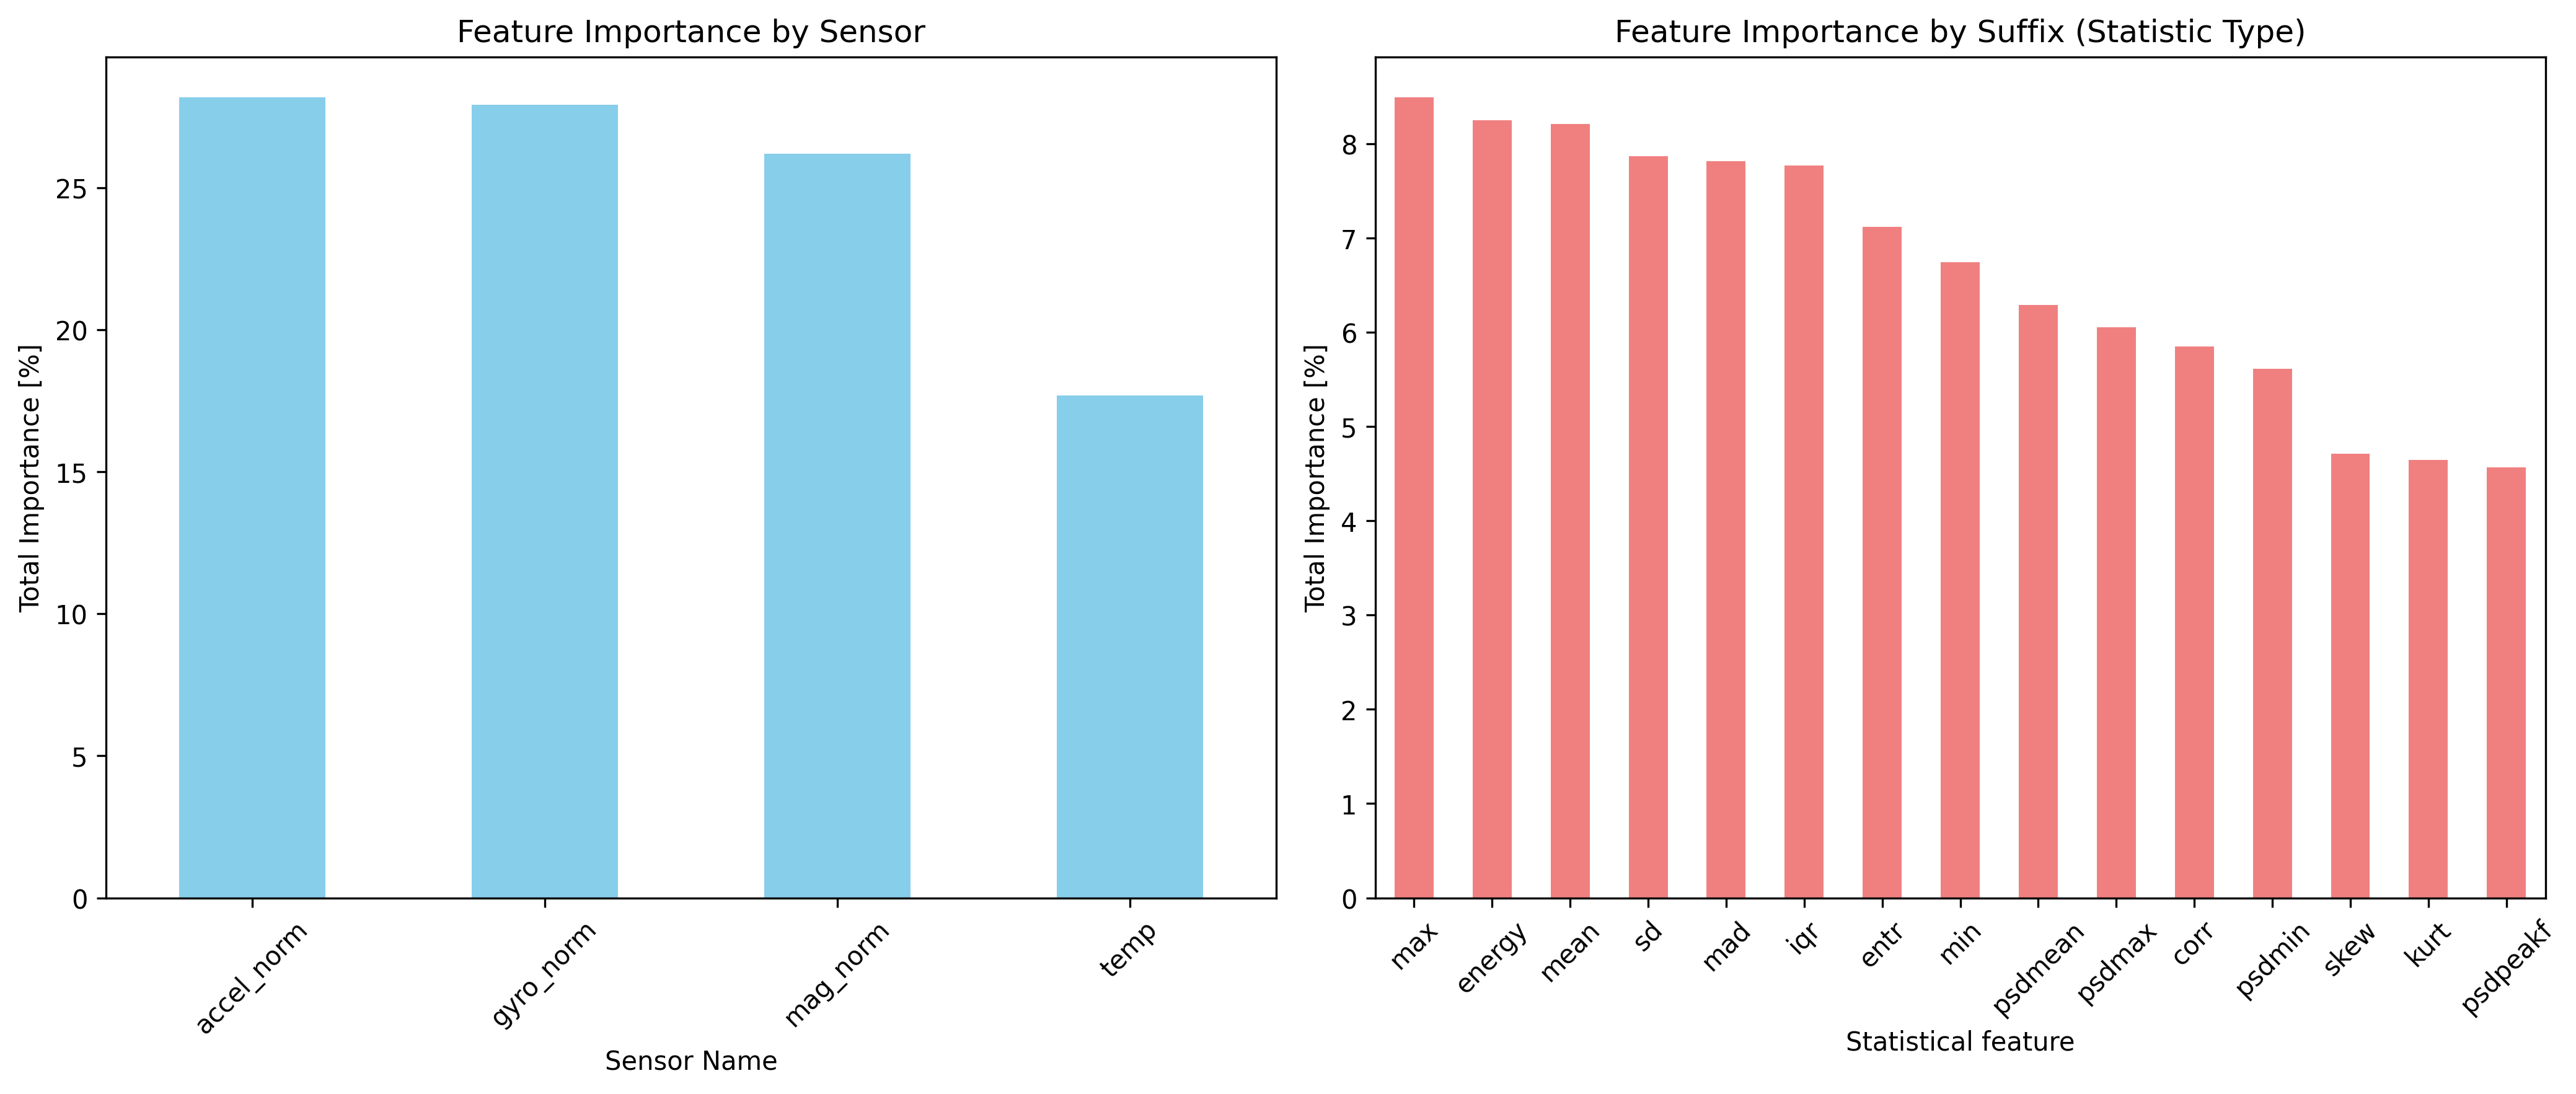 Feature Importance by Sensor
Total Importance [%]
25
20
15
10
5
0
accel_norm
gyro_norm
mag_norm
temp
Sensor Name
Feature Importance by Suffix (Statistic Type)
Total Importance [%]
8
7
6
5
4
3
2
1
0
max
energy
mean
sd
mad
iqr
entr
min
psdmean
psdmax
corr
psdmin
skew
kurt
psdpeakf
Statistical feature